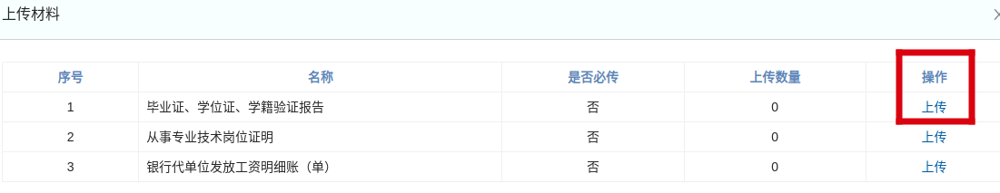 上传材料
序号 名称 是否必传 上传数量 操作
1 毕业证、学位证、学籍验证报告 否 0 上传
2 从事专业技术岗位证明 否 0 上传
3 银行代单位发放工资明细账（单） 否 0 上传